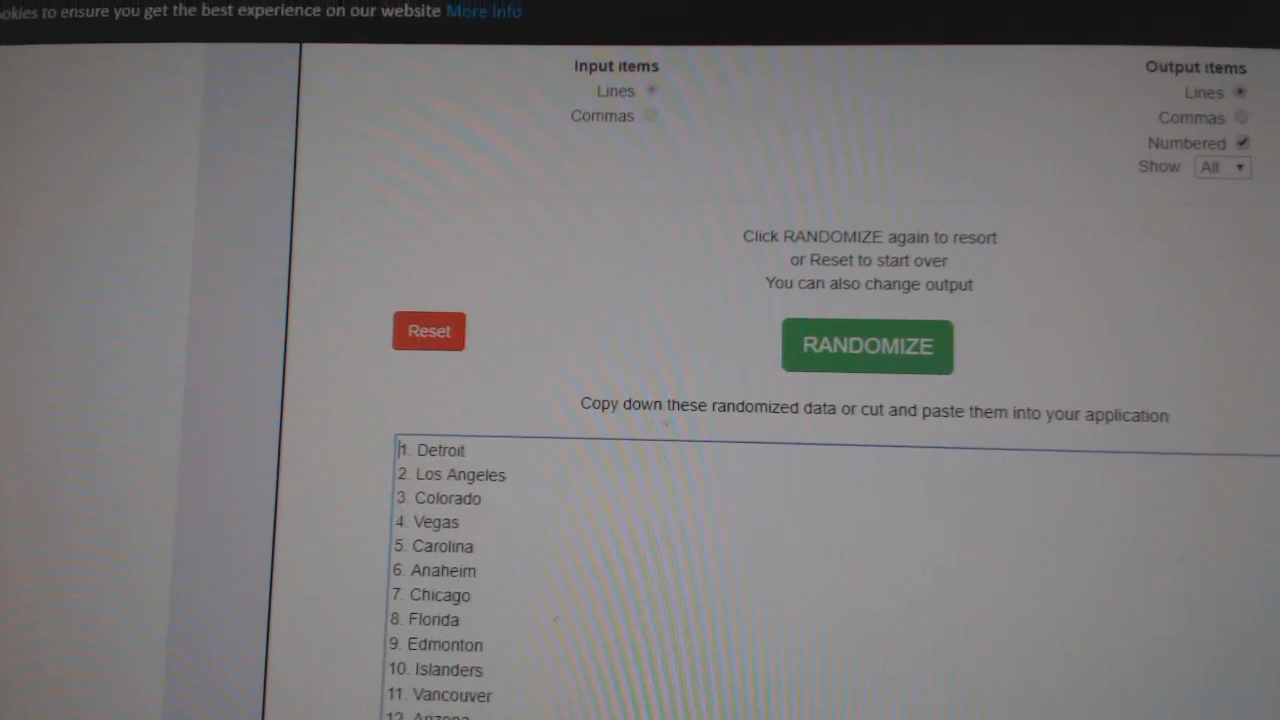 to ensure you get the best experience on our website More Info
Input items
Lines
Commas
Output items
Lines
Commas
Numbered
Show All
Click RANDOMIZE again to resort
or Reset to start over
You can also change output
Reset
RANDOMIZE
Copy down these randomized data or cut and paste them into your application
1. Detroit
2. Los Angeles
3. Colorado
4. Vegas
5. Carolina
6. Anaheim
7. Chicago
8. Florida
9. Edmonton
10. Islanders
11. Vancouver
12. Arizona